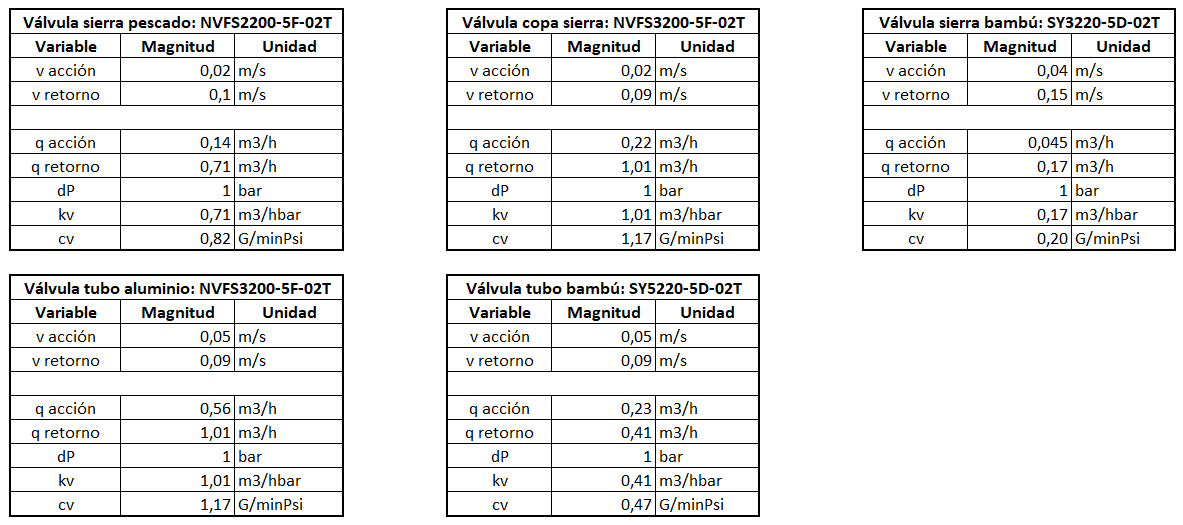 Válvula sierra pescado: NVFS2200-5F-02T
Variable Magnitud Unidad
v acción 0,02 m/s
v retorno 0,1 m/s
q acción 0,14 m3/h
q retorno 0,71 m3/h
dP 1 bar
kv 0,71 m3/hbar
cv 0,82 G/minPsi
Válvula copa sierra: NVFS3200-5F-02T
Variable Magnitud Unidad
v acción 0,02 m/s
v retorno 0,09 m/s
q acción 0,22 m3/h
q retorno 1,01 m3/h
dP 1 bar
kv 1,01 m3/hbar
cv 1,17 G/minPsi
Válvula sierra bambú: SY3220-5D-02T
Variable Magnitud Unidad
v acción 0,04 m/s
v retorno 0,15 m/s
q acción 0,045 m3/h
q retorno 0,17 m3/h
dP 1 bar
kv 0,17 m3/hbar
cv 0,20 G/minPsi
Válvula tubo aluminio: NVFS3200-5F-02T
Variable Magnitud Unidad
v acción 0,05 m/s
v retorno 0,09 m/s
q acción 0,56 m3/h
q retorno 1,01 m3/h
dP 1 bar
kv 1,01 m3/hbar
cv 1,17 G/minPsi
Válvula tubo bambú: SY5220-5D-02T
Variable Magnitud Unidad
v acción 0,05 m/s
v retorno 0,09 m/s
q acción 0,23 m3/h
q retorno 0,41 m3/h
dP 1 bar
kv 0,41 m3/hbar
cv 0,47 G/minPsi